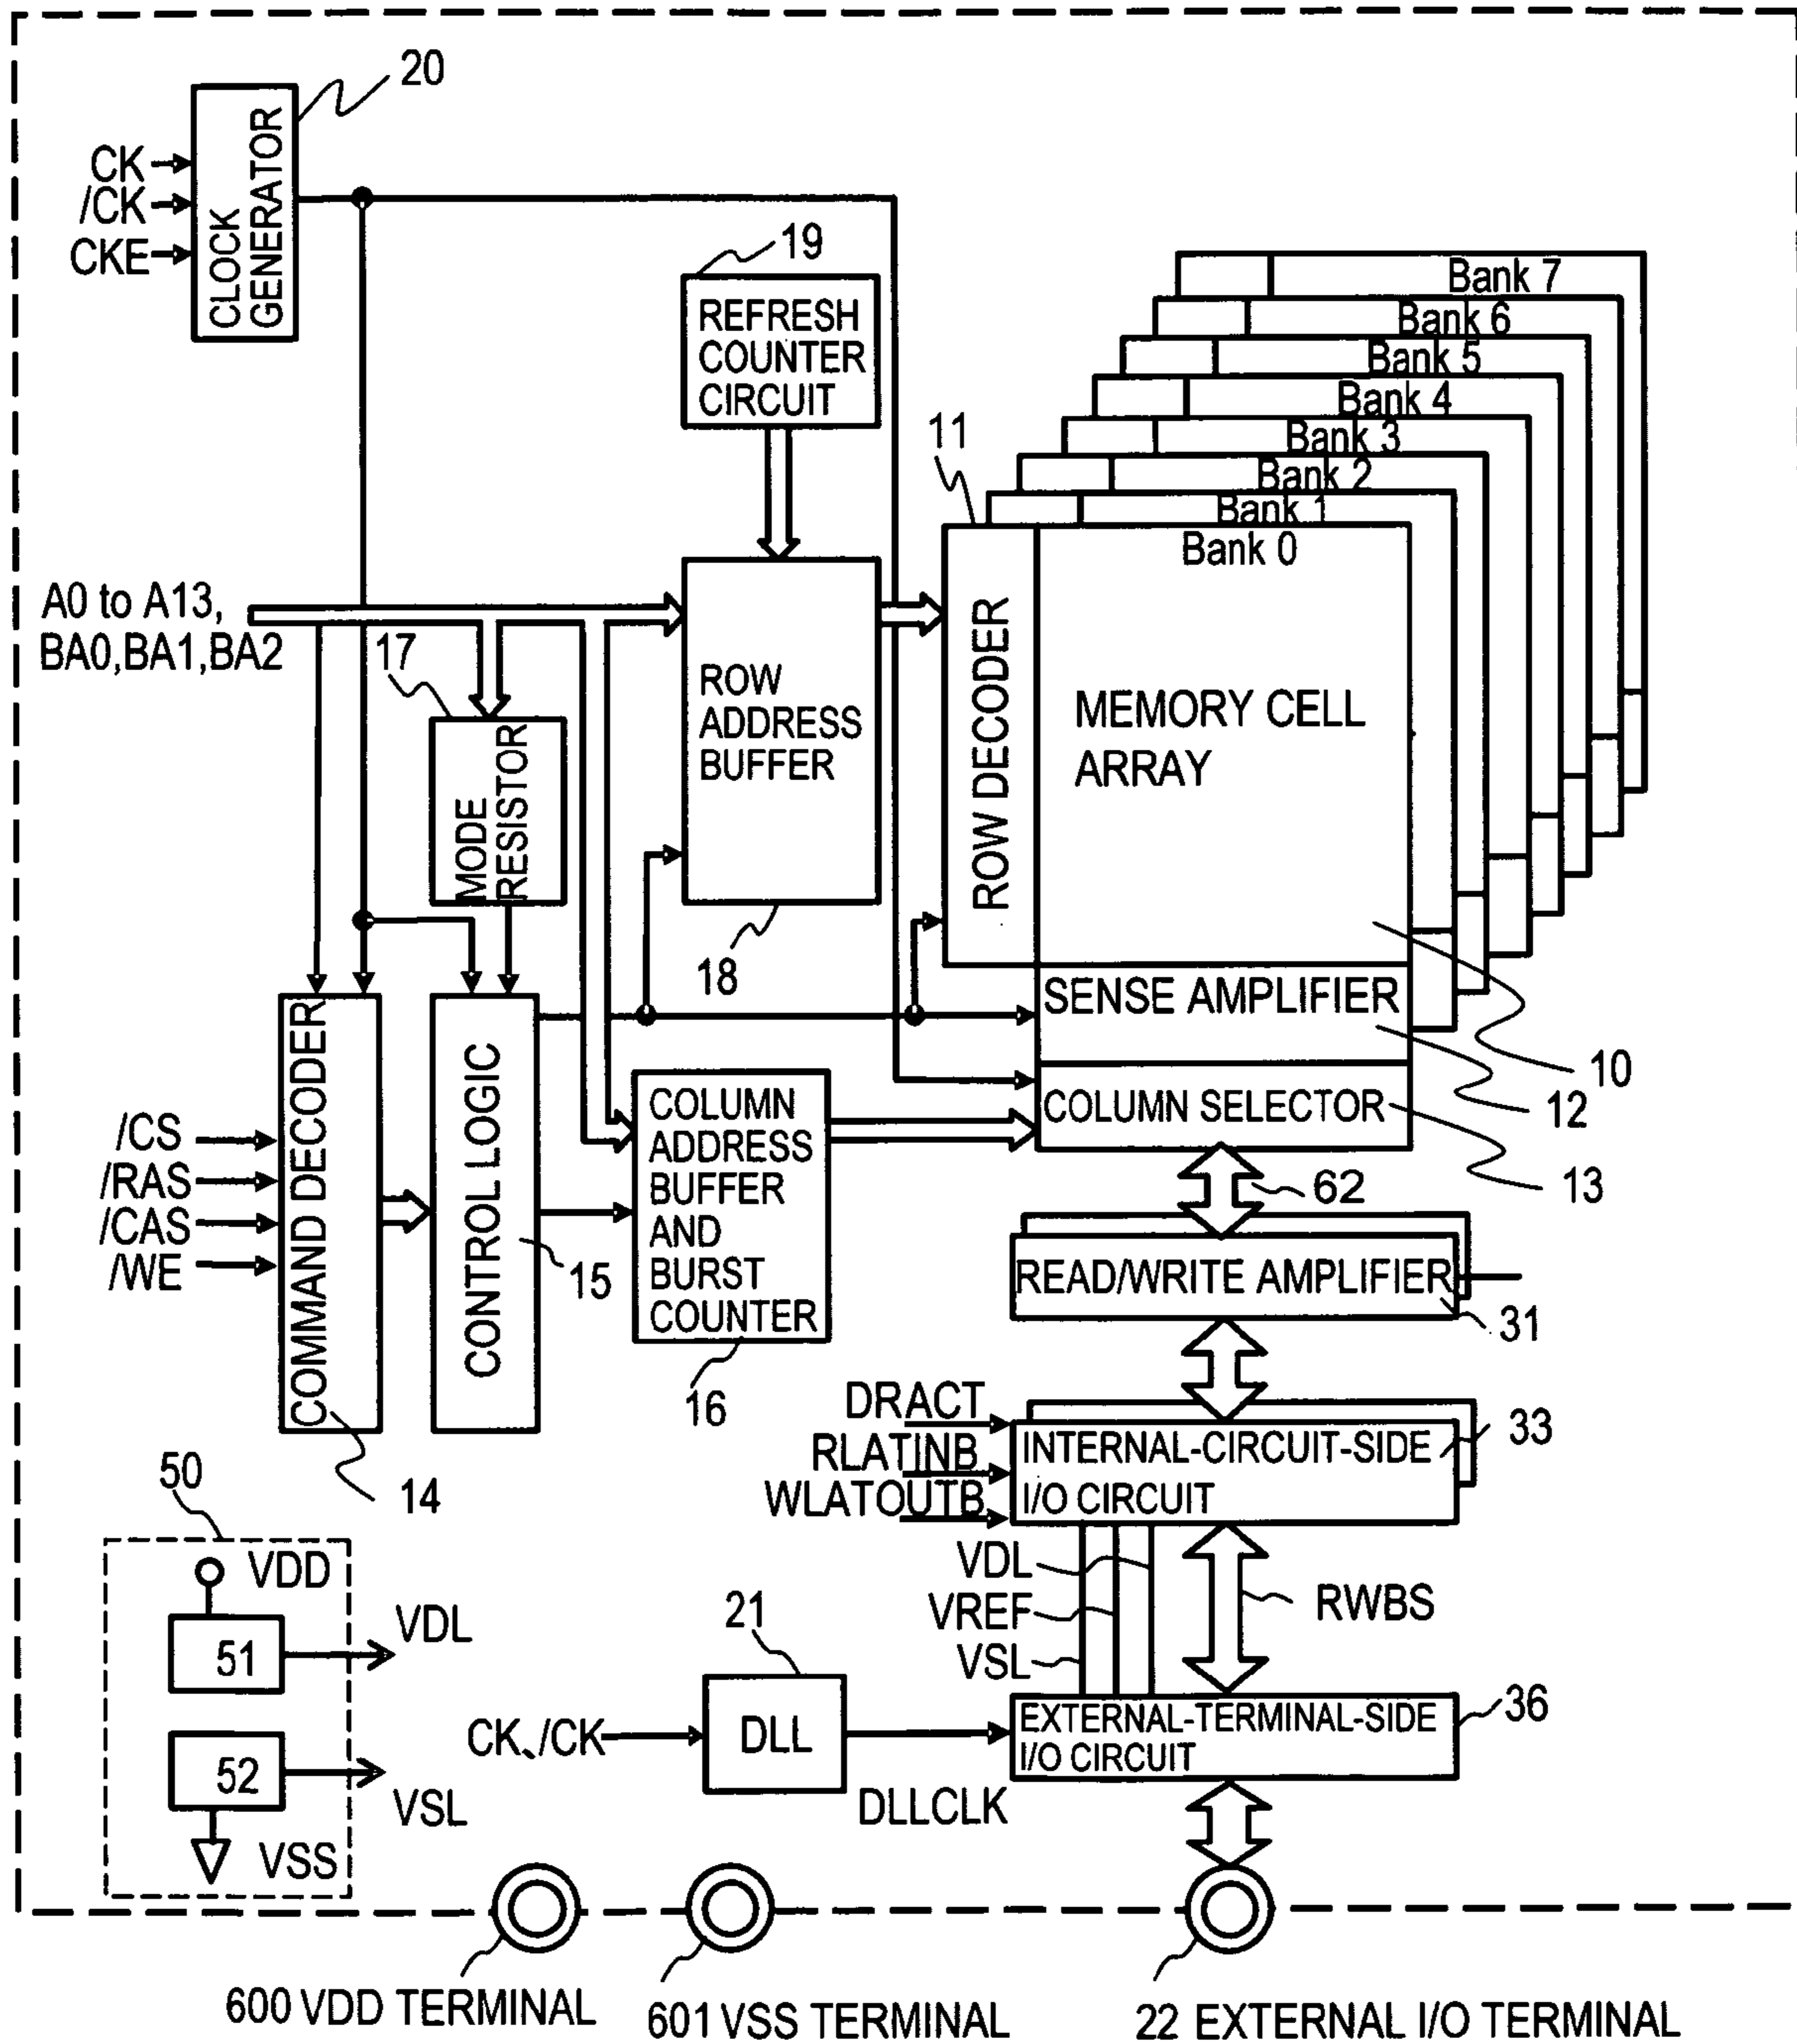 20
CK
/CK
CKE
CLOCK
GENERATOR
19
REFRESH
COUNTER
CIRCUIT
Bank 7
Bank 6
Bank 5
Bank 4
Bank 3
Bank 2
Bank 1
Bank 0
11
A0 to A13,
BA0,BA1,BA2
17
MODE
RESISTOR
ROW
ADDRESS
BUFFER
18
ROW DECODER
MEMORY CELL
ARRAY
SENSE AMPLIFIER
COLUMN SELECTOR
10
12
13
/CS
/RAS
/CAS
/WE
COMMAND DECODER
14
CONTROL LOGIC
15
COLUMN
ADDRESS
BUFFER
AND
BURST
COUNTER
16
62
READ/WRITE AMPLIFIER
31
DRACT
RLATINB
WLATOUTB
INTERNAL-CIRCUIT-SIDE
I/O CIRCUIT
33
50
VDD
51
VDL
52
VSL
VSS
VDL
VREF
VSL
RWBS
21
CK、/CK
DLL
DLLCLK
EXTERNAL-TERMINAL-SIDE
I/O CIRCUIT
36
600 VDD TERMINAL
601 VSS TERMINAL
22 EXTERNAL I/O TERMINAL